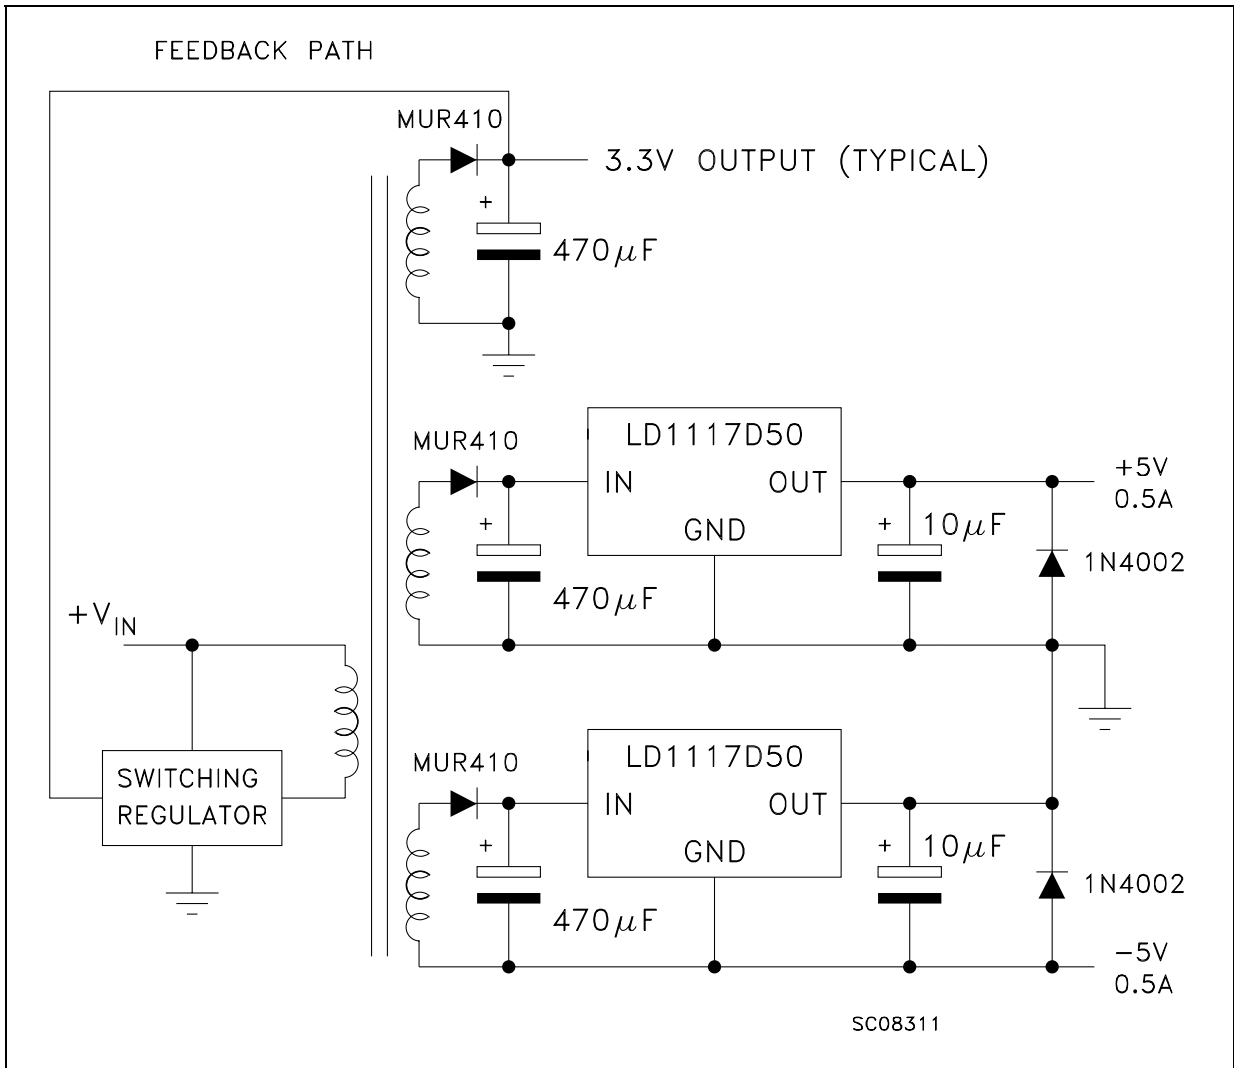 FEEDBACK PATH
MUR410
3.3V OUTPUT (TYPICAL)
+
470μF
MUR410
LD1117D50
IN
OUT
GND
+
470μF
+
10μF
+5V
0.5A
1N4002
+VIN
SWITCHING
REGULATOR
MUR410
LD1117D50
IN
OUT
GND
+
470μF
+
10μF
1N4002
-5V
0.5A
SC08311